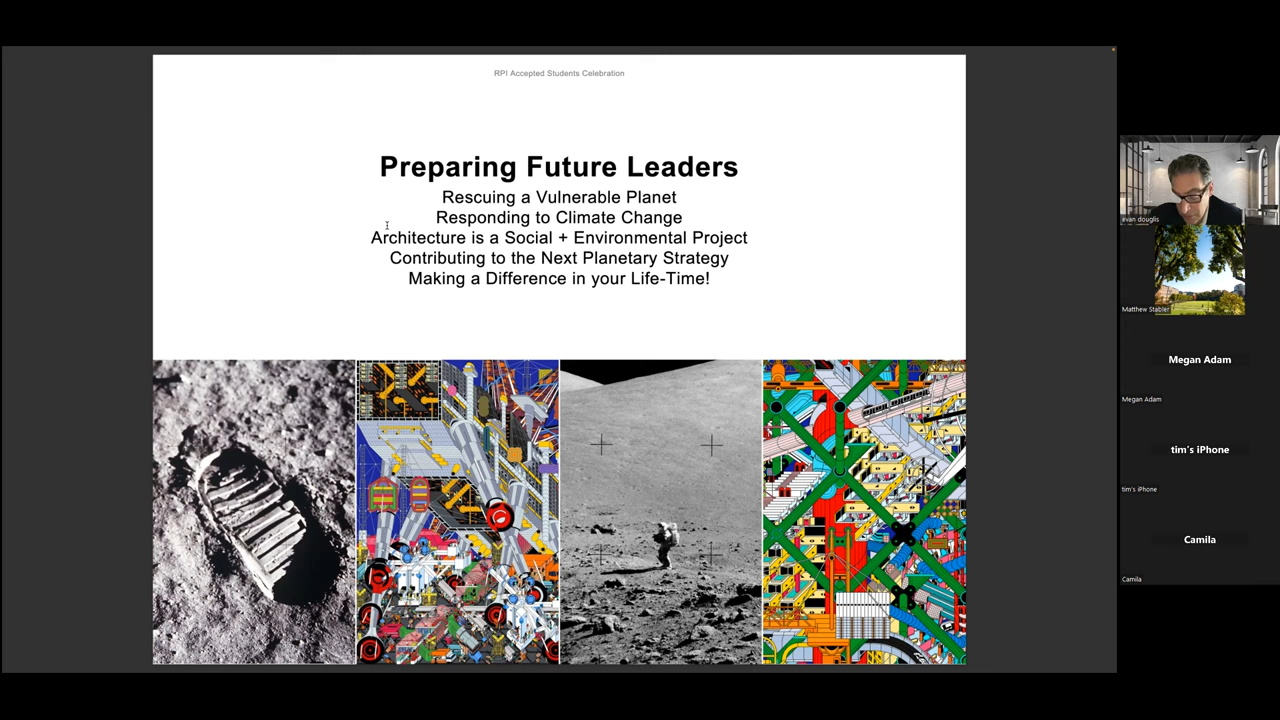 RPI Accepted Students Celebration
Preparing Future Leaders
Rescuing a Vulnerable Planet
Responding to Climate Change
Architecture is a Social + Environmental Project
Contributing to the Next Planetary Strategy
Making a Difference in your Life-Time!
evan douglis
Matthew Stabler
Megan Adam
Megan Adam
tim's iPhone
tim's iPhone
Camila
Camila